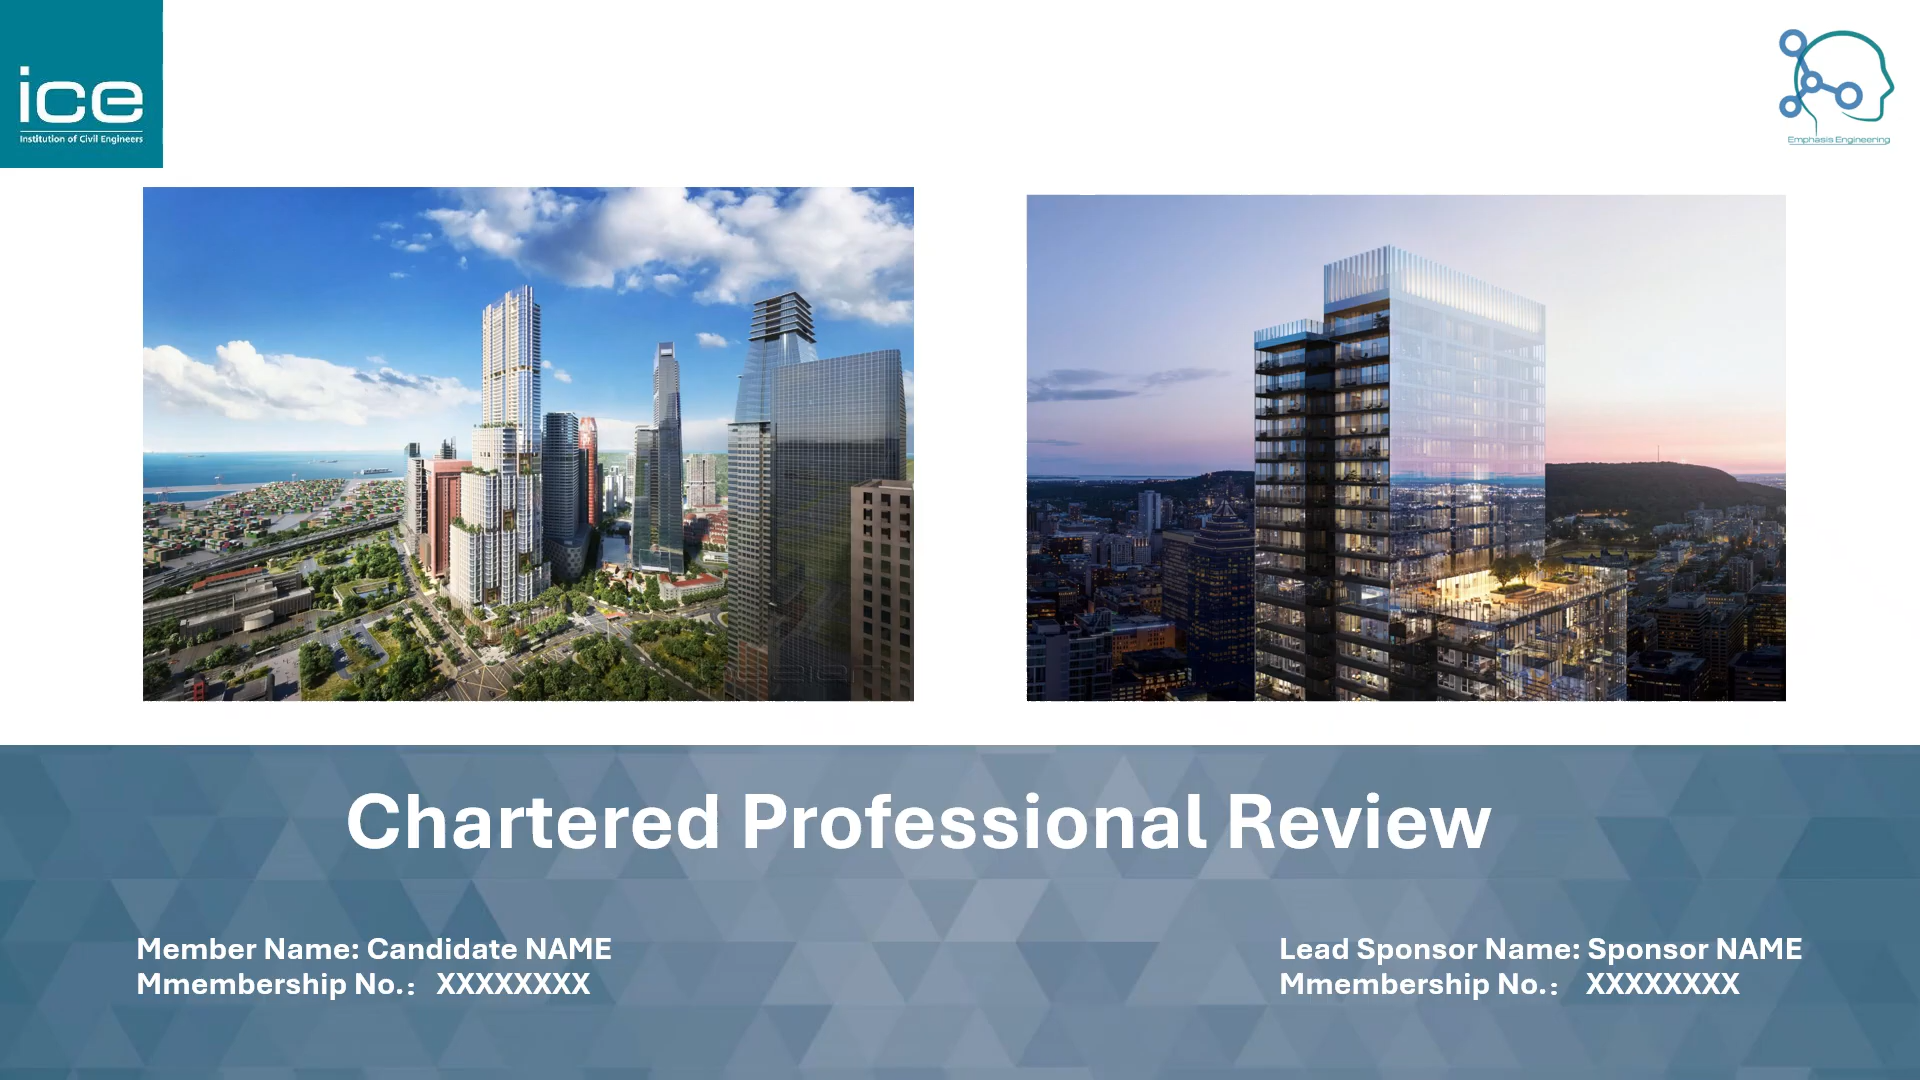 ice
Institution of Civil Engineers
Emphasis Engineering
Chartered Professional Review
Member Name: Candidate NAME
Mmembership No.： XXXXXXXX
Lead Sponsor Name: Sponsor NAME
Mmembership No.： XXXXXXXX